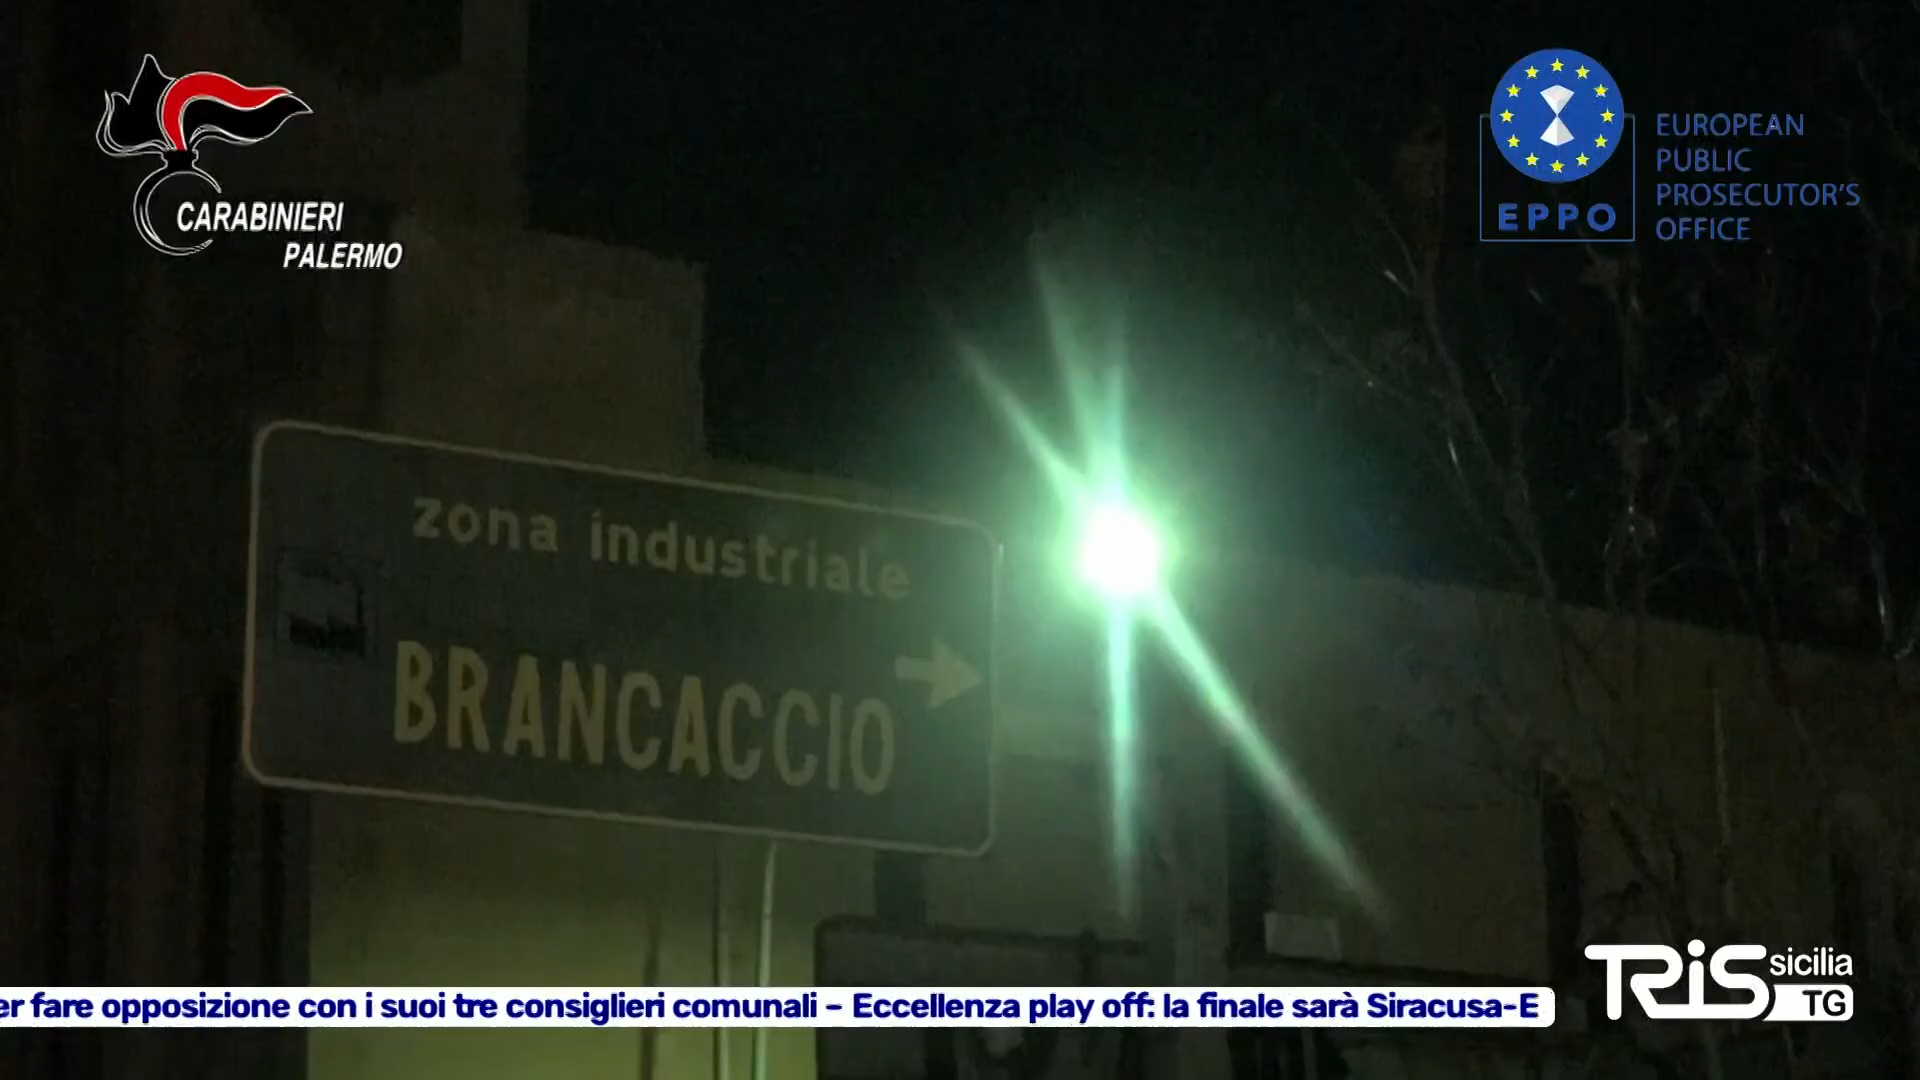 CARABINIERI
PALERMO
EPPO
EUROPEAN
PUBLIC
PROSECUTOR'S
OFFICE
zona industriale
BRANCACCIO
er fare opposizione con i suoi tre consiglieri comunali – Eccellenza play off: la finale sarà Siracusa-E
TRiS sicilia
TG